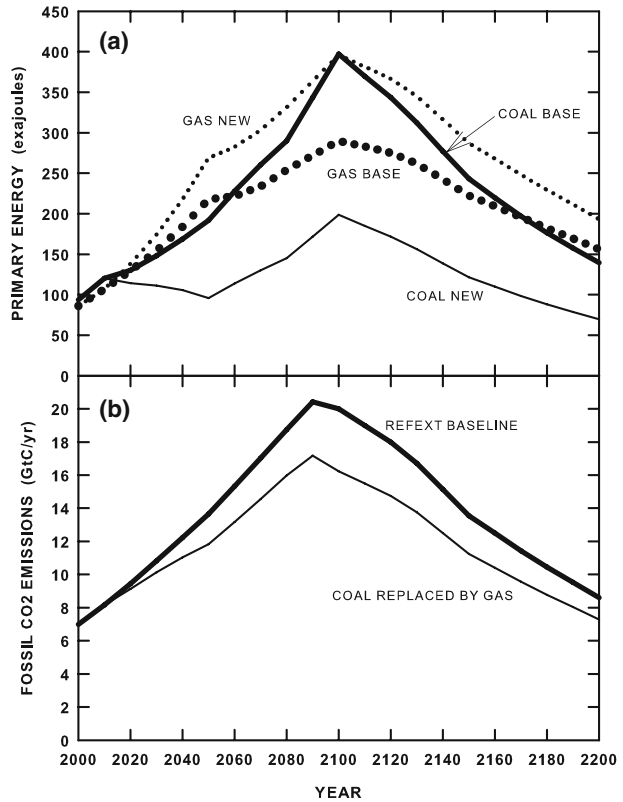 450
400
350
300
250
200
150
100
50
0
PRIMARY ENERGY (exajoules)
(a)
GAS NEW
COAL BASE
GAS BASE
COAL NEW
20
18
16
14
12
10
8
6
4
2
0
FOSSIL CO2 EMISSIONS (GtC/yr)
(b)
REFEXT BASELINE
COAL REPLACED BY GAS
2000 2020 2040 2060 2080 2100 2120 2140 2160 2180 2200
YEAR